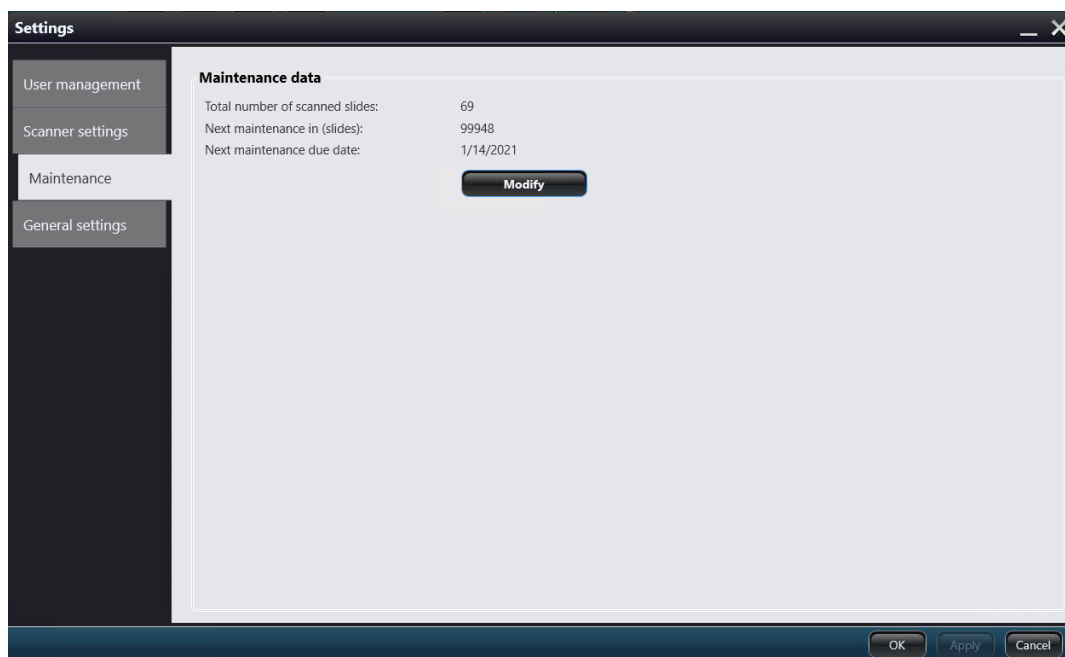 Settings
User management
Scanner settings
Maintenance
General settings
Maintenance data
Total number of scanned slides: 69
Next maintenance in (slides): 99948
Next maintenance due date: 1/14/2021
Modify
OK Apply Cancel